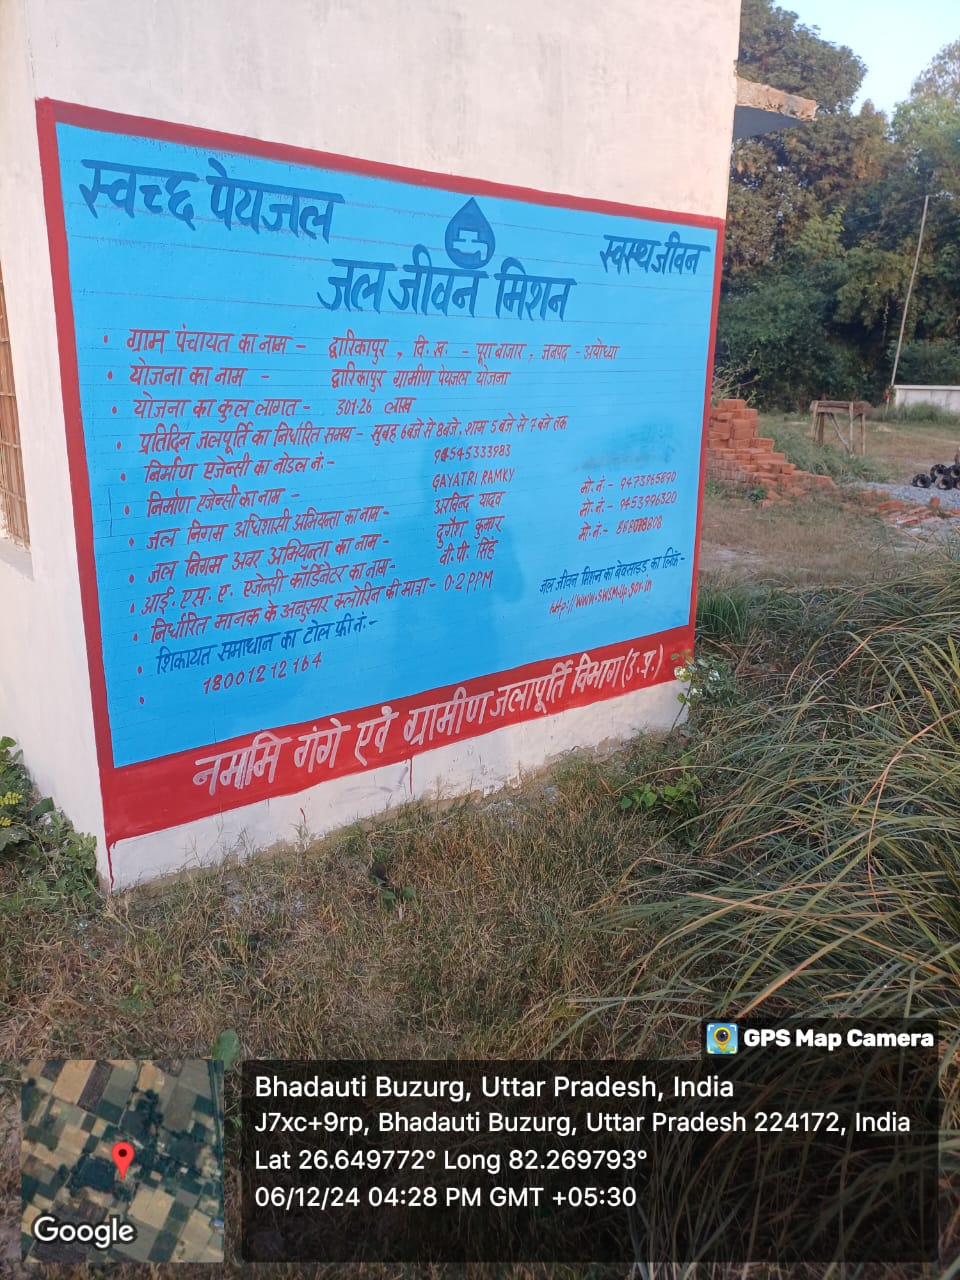 स्वच्छ पेयजल
स्वस्थ जीवन
जल जीवन मिशन
• ग्राम पंचायत का नाम - द्वारिकापुर , वि. ख. - पूरा बाजार , जनपद - अयोध्या
• योजना का नाम - द्वारिकापुर ग्रामीण पेयजल योजना
• योजना का कुल लागत - 301.26 लाख
• प्रतिदिन जलपूर्ति का निर्धारित समय - सुबह 6 बजे से 8 बजे. शाम 5 बजे से 7 बजे तक
• निर्माण एजेन्सी का नोडल नं:-
• निर्माण एजेन्सी का नाम - GAYATRI RAMKY
• जल निगम अधिशासी अभियन्ता का नाम - अरविन्द यादव मो. नं - 9473965890
• जल निगम अवर अभियन्ता का नाम - दुर्गेश कुमार मो. नं - 9453996320
• आई. एस. ए. एजेन्सी कॉर्डिनेटर का नाम - वी. पी. सिंह मो. नं -
• निर्धारित मानक के अनुसार क्लोरिन की मात्रा - 0.2 PPM
जल जीवन मिशन का वेबसाइड का लिंक -
• शिकायत समाधान का टोल फ्री नं:-
18001212164
नमामि गंगे एवं ग्रामीण जलापूर्ति विभाग (उ.प्र.)
GPS Map Camera
Bhadauti Buzurg, Uttar Pradesh, India
J7xc+9rp, Bhadauti Buzurg, Uttar Pradesh 224172, India
Lat 26.649772° Long 82.269793°
06/12/24 04:28 PM GMT +05:30
Google